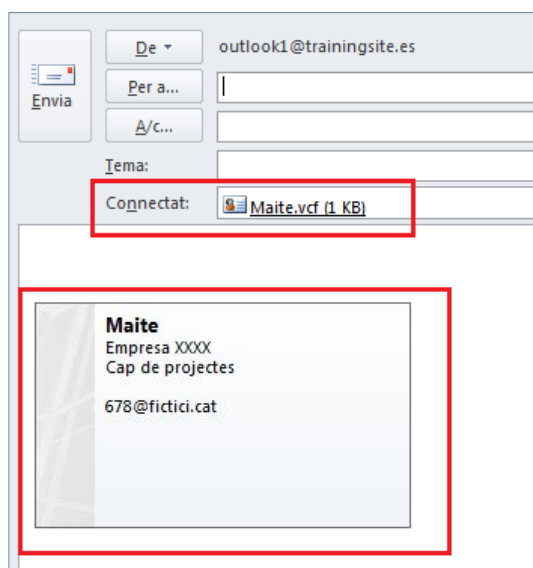 De
outlook1@trainingsite.es
Envia
Per a...
A/c...
Tema:
Connectat:
Maite.vcf (1 KB)
Maite
Empresa XXXX
Cap de projectes
678@fictici.cat